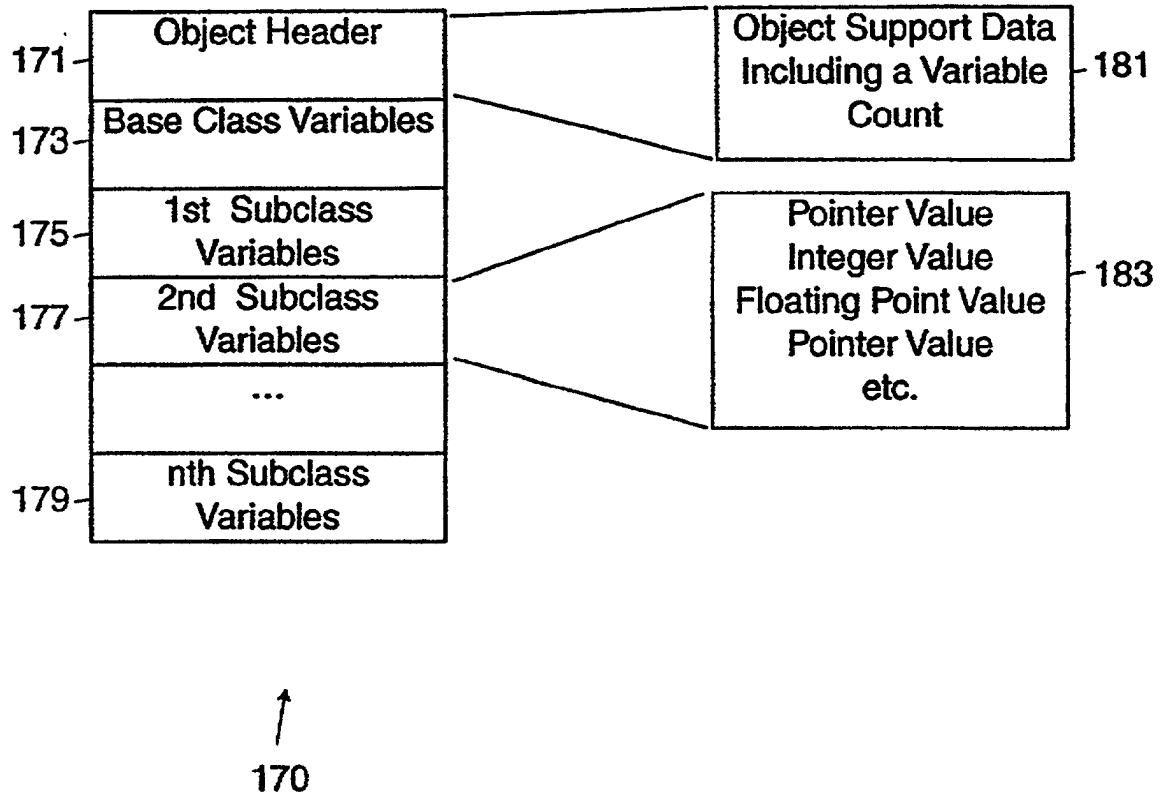 Object Header
171
Base Class Variables
173
1st Subclass
Variables
175
2nd Subclass
Variables
177
...
nth Subclass
Variables
179
Object Support Data
Including a Variable
Count
181
Pointer Value
Integer Value
Floating Point Value
Pointer Value
etc.
183
170